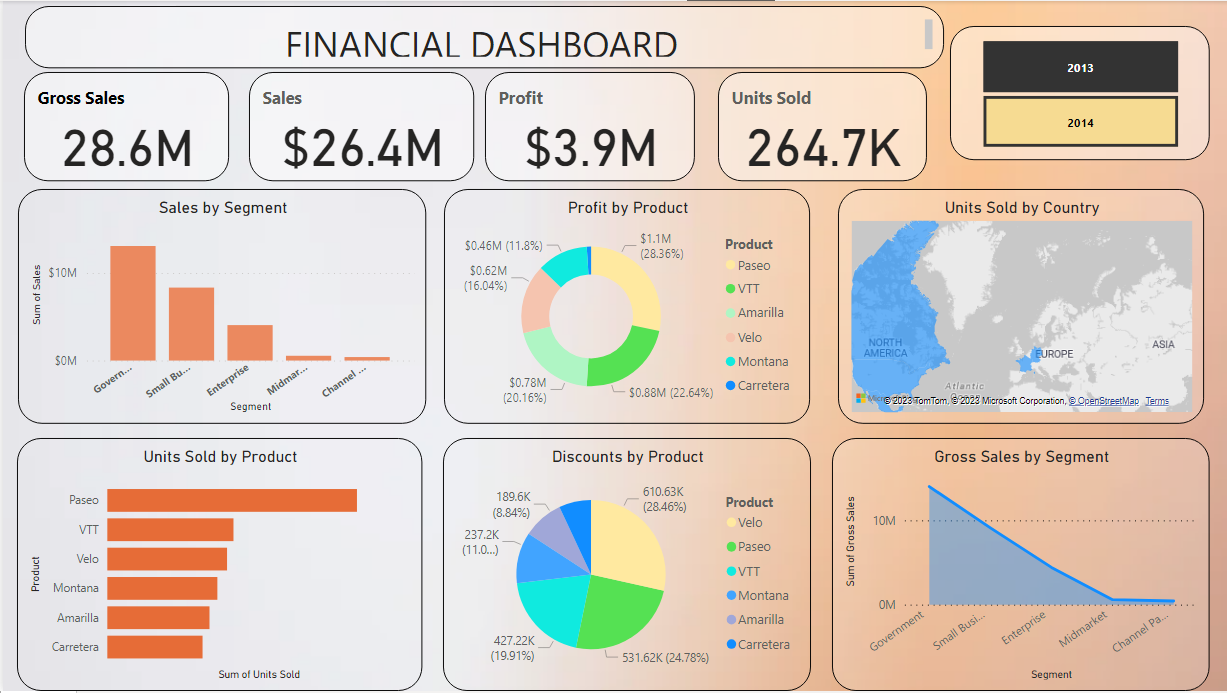 FINANCIAL DASHBOARD
2013
2014
Gross Sales
28.6M
Sales
$26.4M
Profit
$3.9M
Units Sold
264.7K
Sales by Segment
Sum of Sales
$10M
$0M
Govern...
Small Bu...
Enterprise
Midmar...
Channel ...
Segment
Profit by Product
$0.46M (11.8%)
$1.1M
(28.36%)
$0.62M
(16.04%)
$0.78M
(20.16%)
$0.88M (22.64%)
Product
Paseo
VTT
Amarilla
Velo
Montana
Carretera
Units Sold by Country
NORTH
AMERICA
EUROPE
ASIA
Atlantic
© 2023 TomTom, © 2023 Microsoft Corporation, © OpenStreetMap Terms
Units Sold by Product
Product
Paseo
VTT
Velo
Montana
Amarilla
Carretera
Sum of Units Sold
Discounts by Product
189.6K
(8.84%)
610.63K
(28.46%)
237.2K
(11.0...)
427.22K
(19.91%)
531.62K (24.78%)
Product
Velo
Paseo
VTT
Montana
Amarilla
Carretera
Gross Sales by Segment
Sum of Gross Sales
10M
0M
Government
Small Busi...
Enterprise
Midmarket
Channel Pa...
Segment